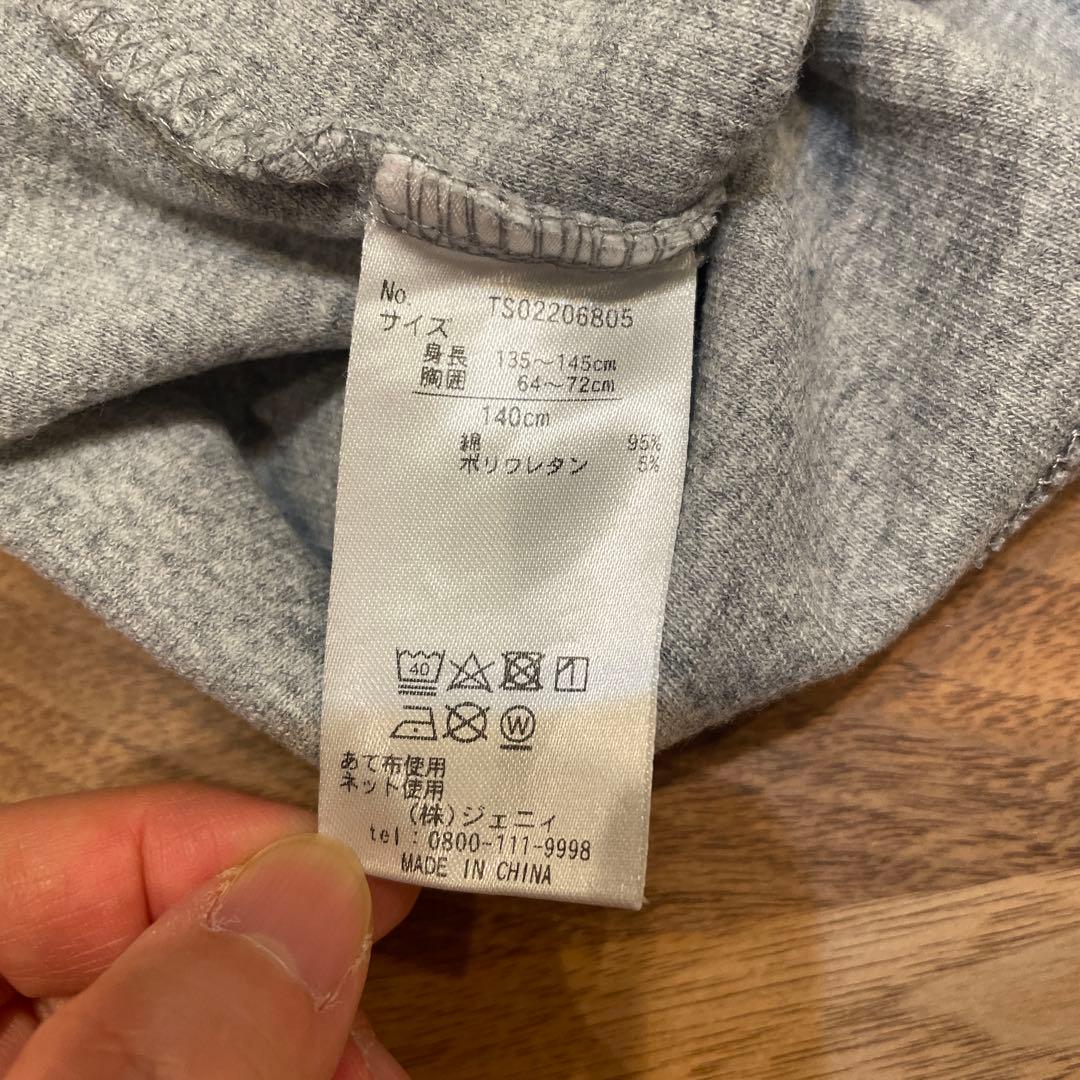 No. TS02206805
サイズ
身長 135～145cm
胸囲 64～72cm
140cm
綿 95%
ポリウレタン 5%
40
W
あて布使用
ネット使用
(株)ジェニィ
tel：0800-111-9998
MADE IN CHINA